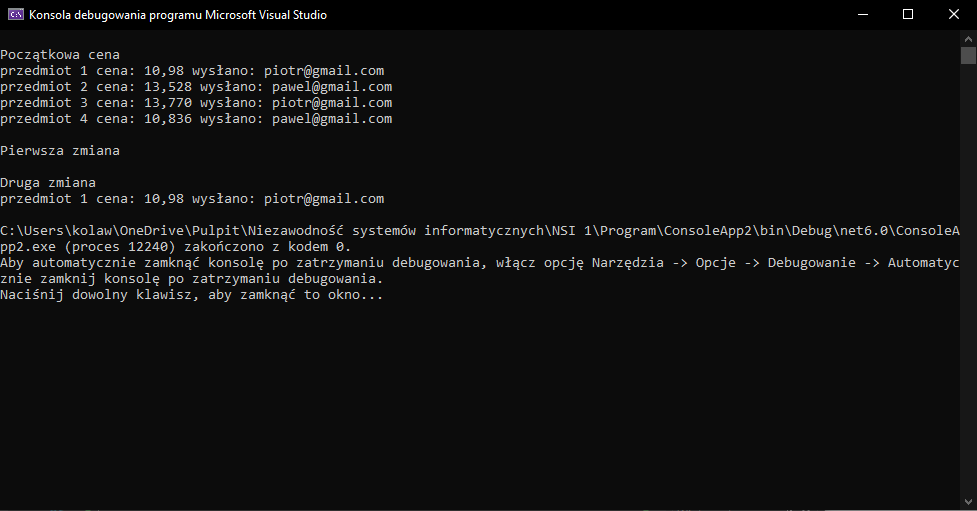 Konsola debugowania programu Microsoft Visual Studio
Początkowa cena
przedmiot 1 cena: 10,98 wysłano: piotr@gmail.com
przedmiot 2 cena: 13,528 wysłano: pawel@gmail.com
przedmiot 3 cena: 13,770 wysłano: piotr@gmail.com
przedmiot 4 cena: 10,836 wysłano: pawel@gmail.com
Pierwsza zmiana
Druga zmiana
przedmiot 1 cena: 10,98 wysłano: piotr@gmail.com
C:\Users\kolaw\OneDrive\Pulpit\Niezawodność systemów informatycznych\NSI 1\Program\ConsoleApp2\bin\Debug\net6.0\ConsoleA
pp2.exe (proces 12240) zakończono z kodem 0.
Aby automatycznie zamknąć konsolę po zatrzymaniu debugowania, włącz opcję Narzędzia -> Opcje -> Debugowanie -> Automatyc
znie zamknij konsolę po zatrzymaniu debugowania.
Naciśnij dowolny klawisz, aby zamknąć to okno...